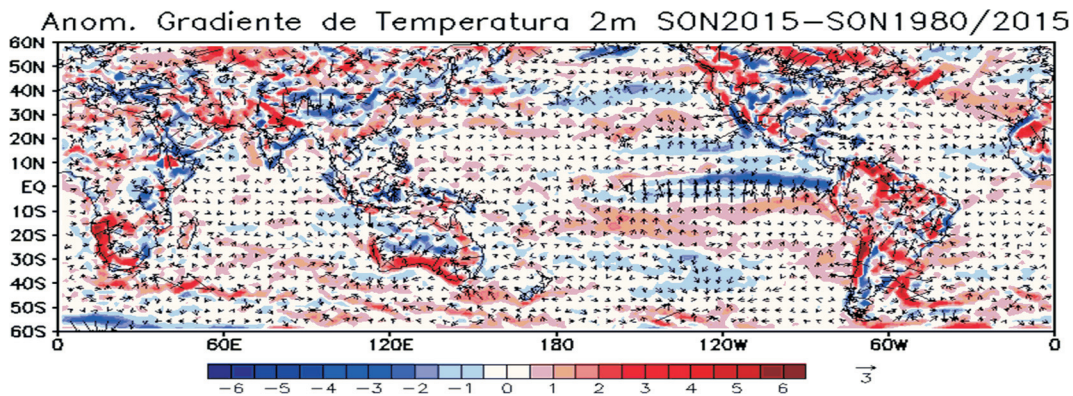 Anom. Gradiente de Temperatura 2m SON2015-SON1980/2015
60N
50N
40N
30N
20N
10N
EQ
10S
20S
30S
40S
50S
60S
0 60E 120E 180 120W 60W 0
-6 -5 -4 -3 -2 -1 0 1 2 3 4 5 6
3